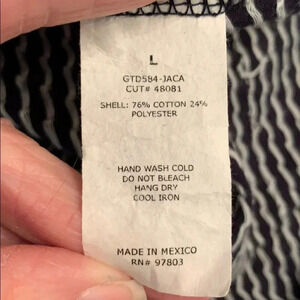 L
GTD584-JACA
CUT# 48081
SHELL: 76% COTTON 24%
POLYESTER
HAND WASH COLD
DO NOT BLEACH
HANG DRY
COOL IRON
MADE IN MEXICO
RN# 97803